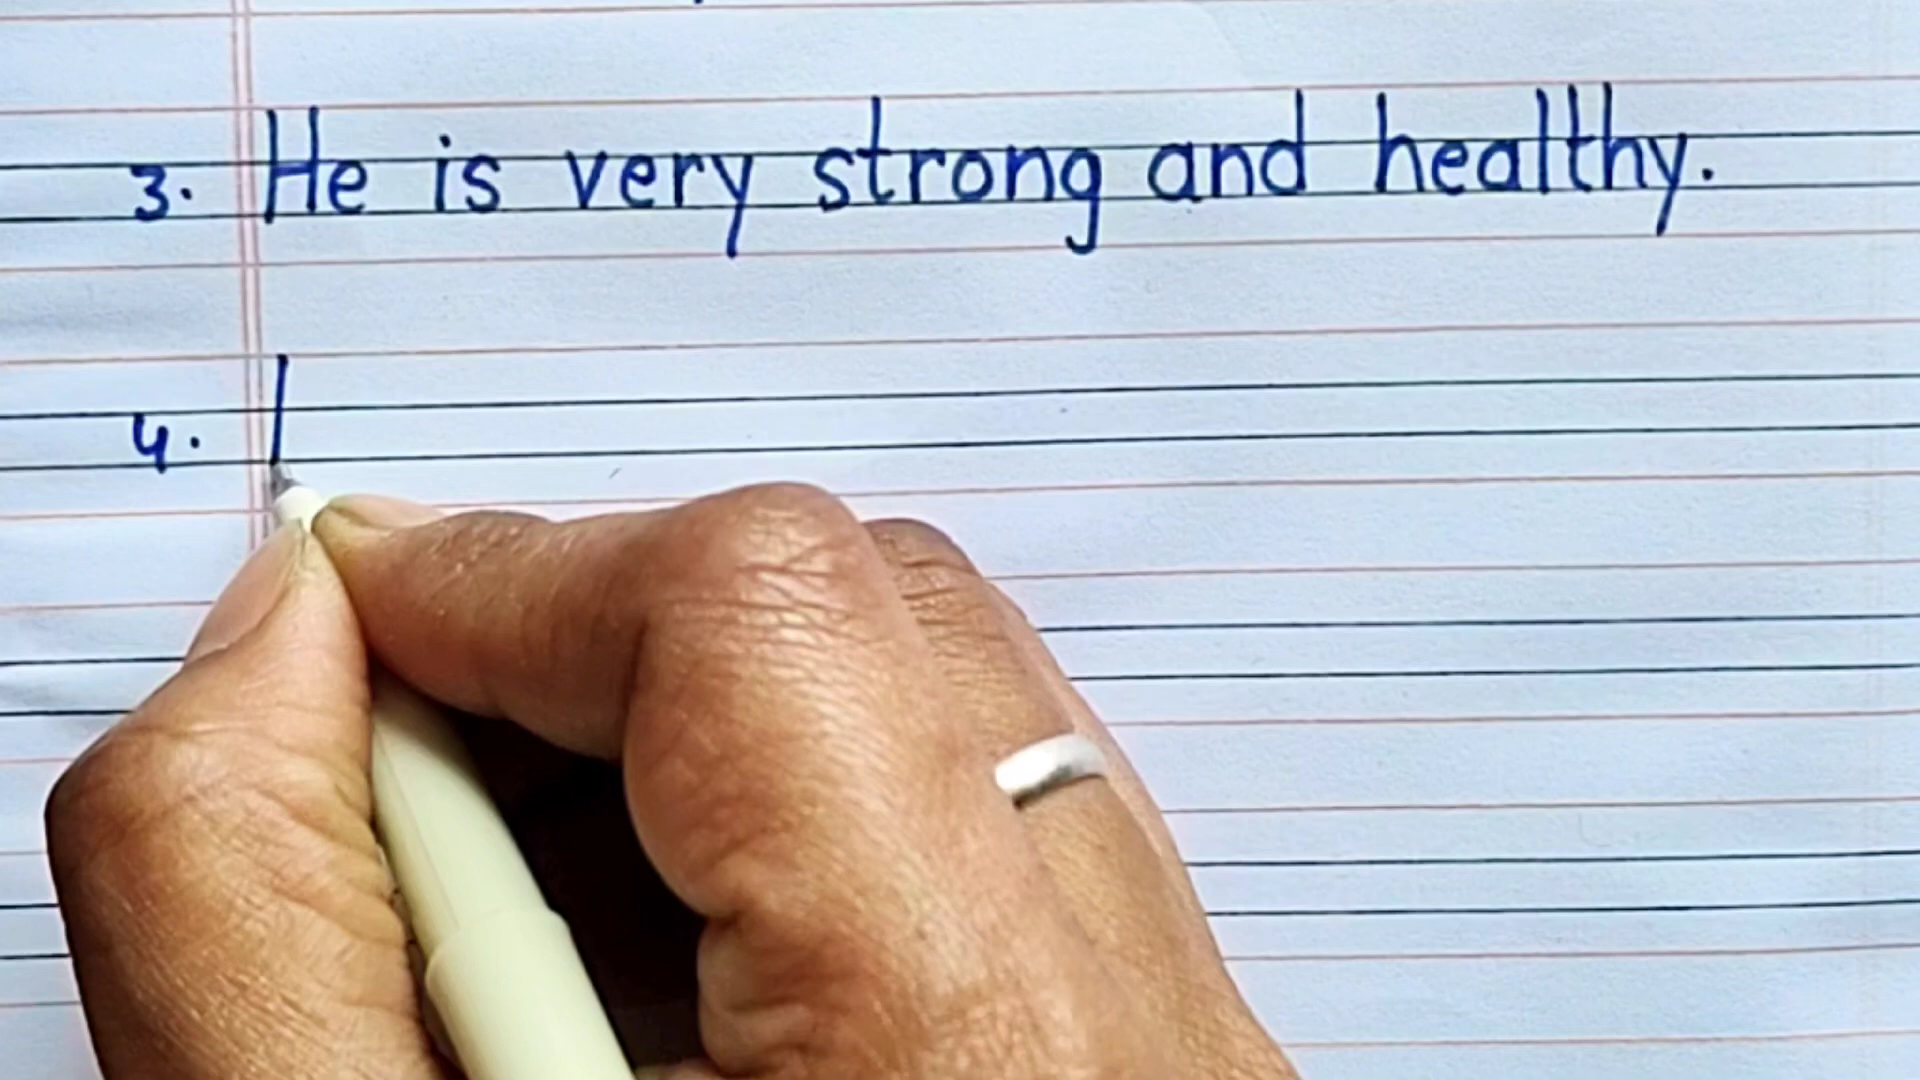 3. He is very strong and healthy.
4.